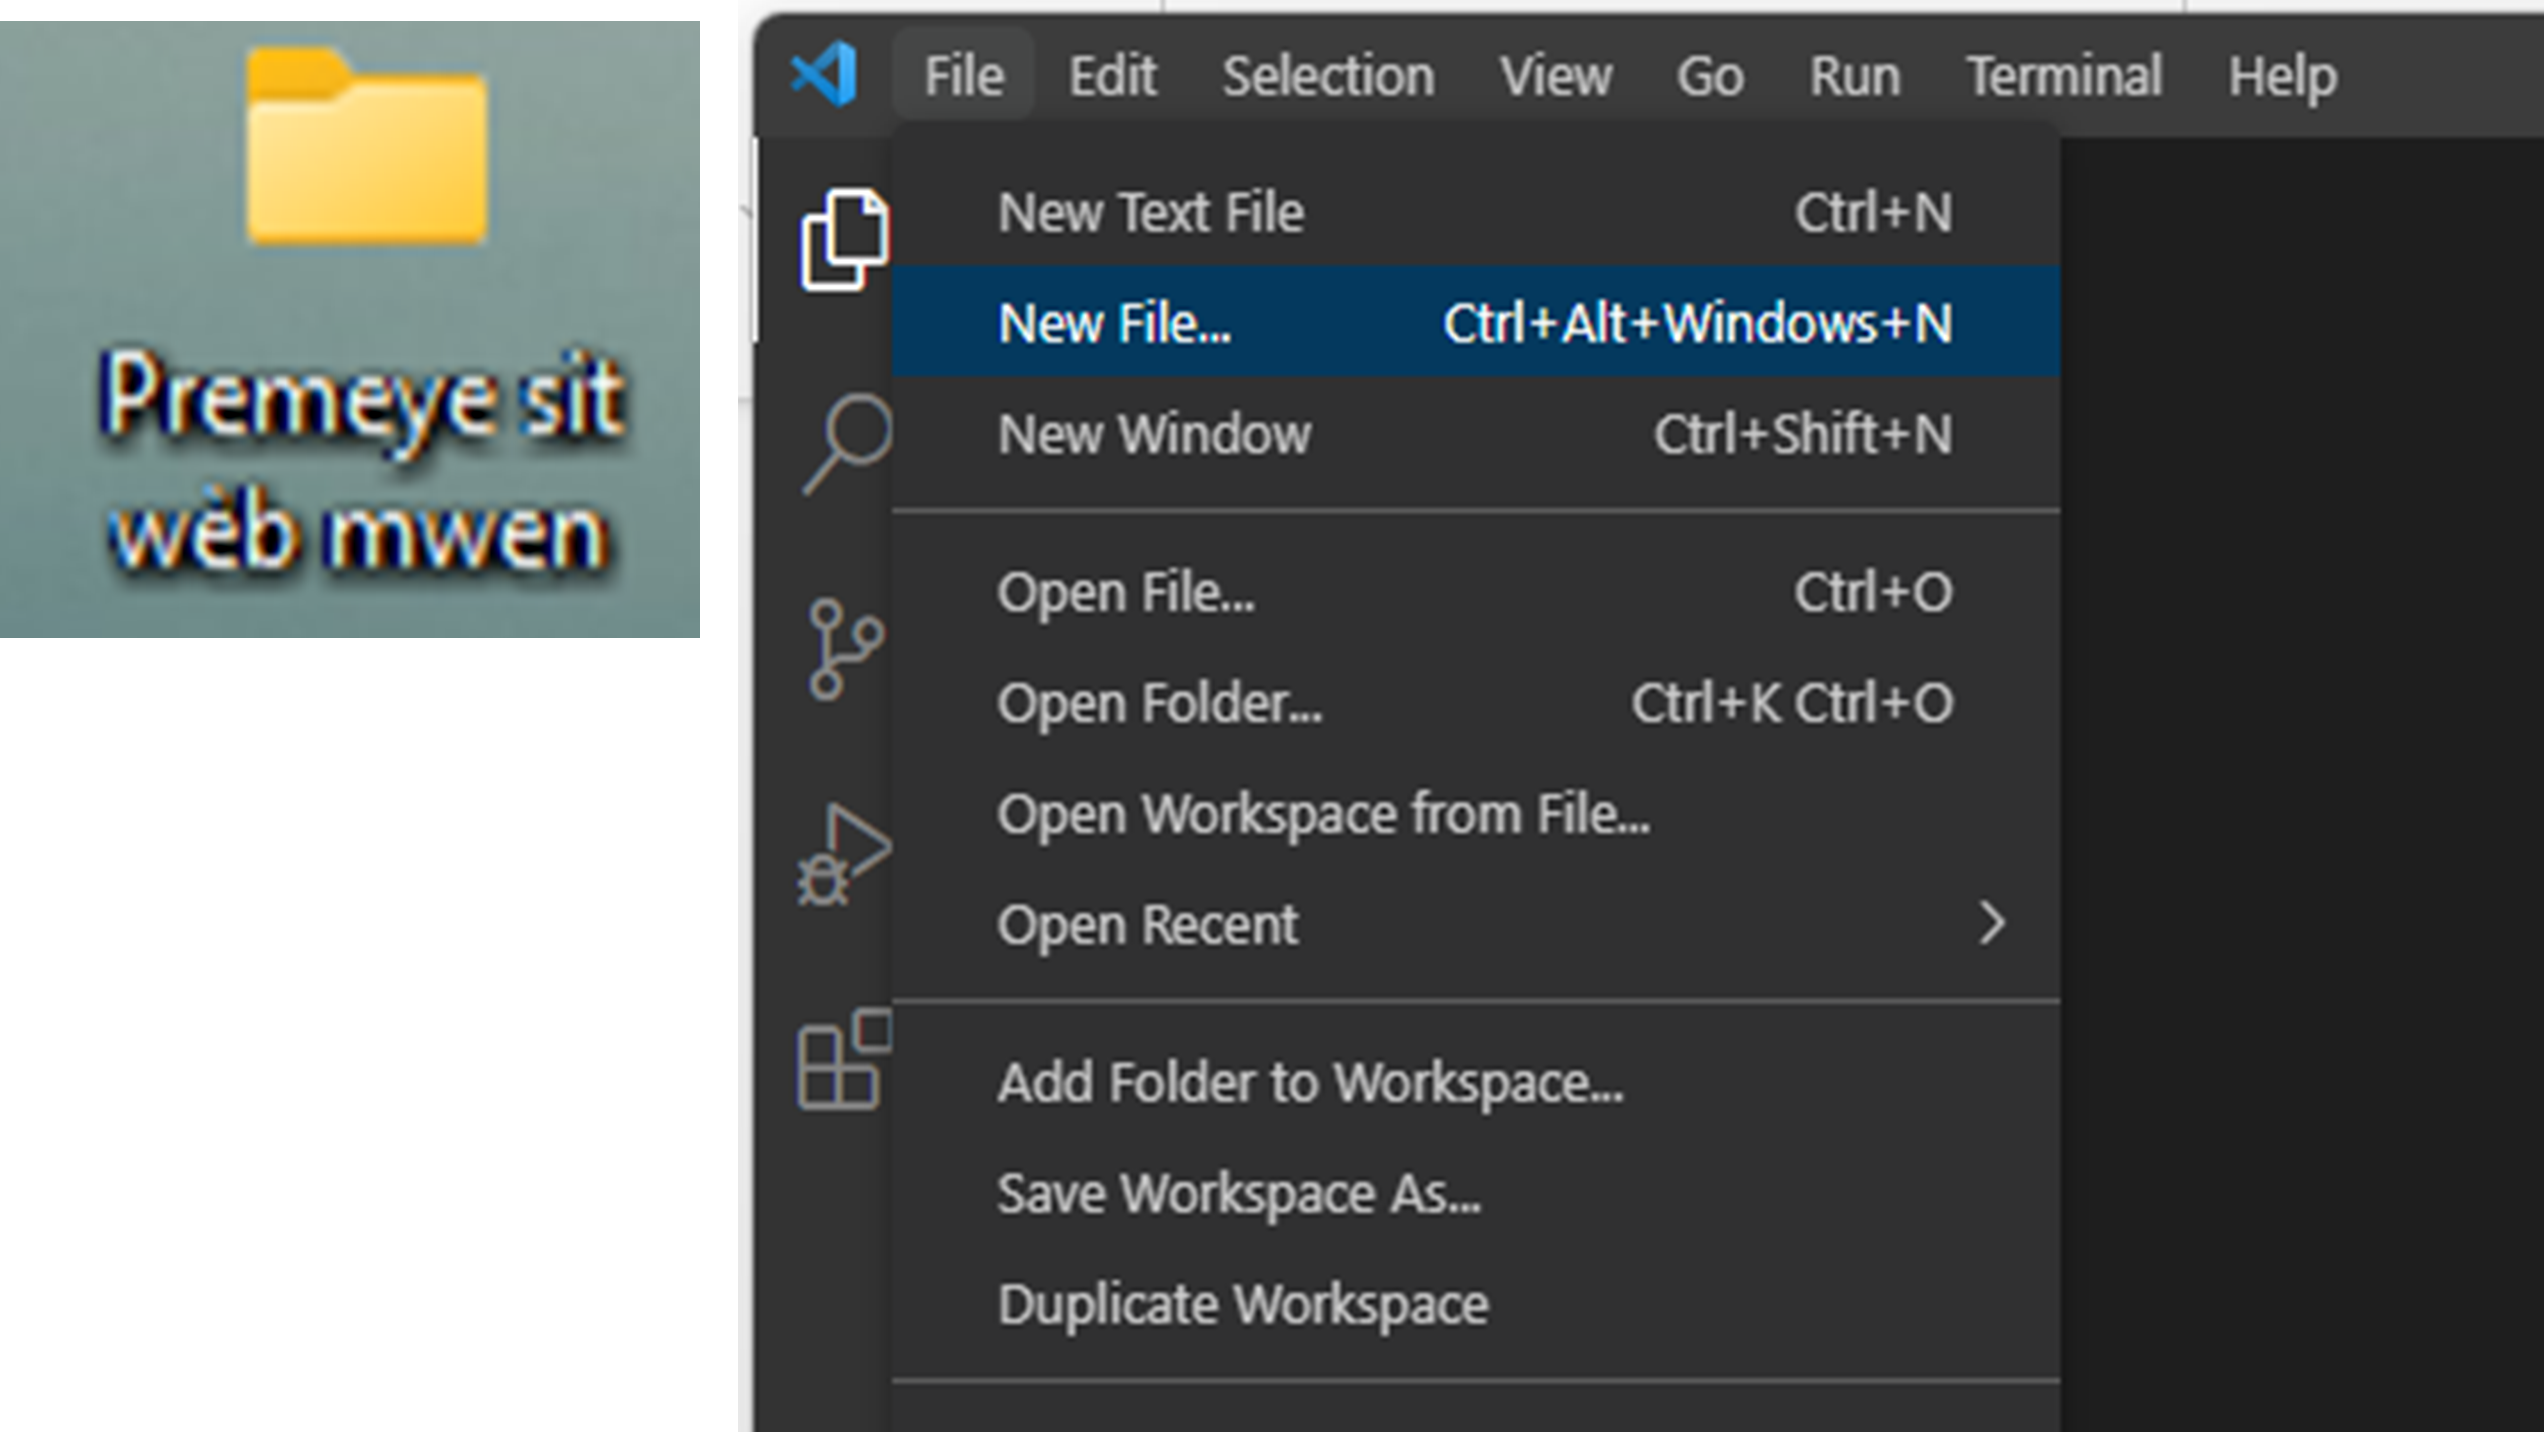 Premeye sit
wèb mwen
File Edit Selection View Go Run Terminal Help
New Text File Ctrl+N
New File... Ctrl+Alt+Windows+N
New Window Ctrl+Shift+N
Open File... Ctrl+O
Open Folder... Ctrl+K Ctrl+O
Open Workspace from File...
Open Recent
Add Folder to Workspace...
Save Workspace As...
Duplicate Workspace